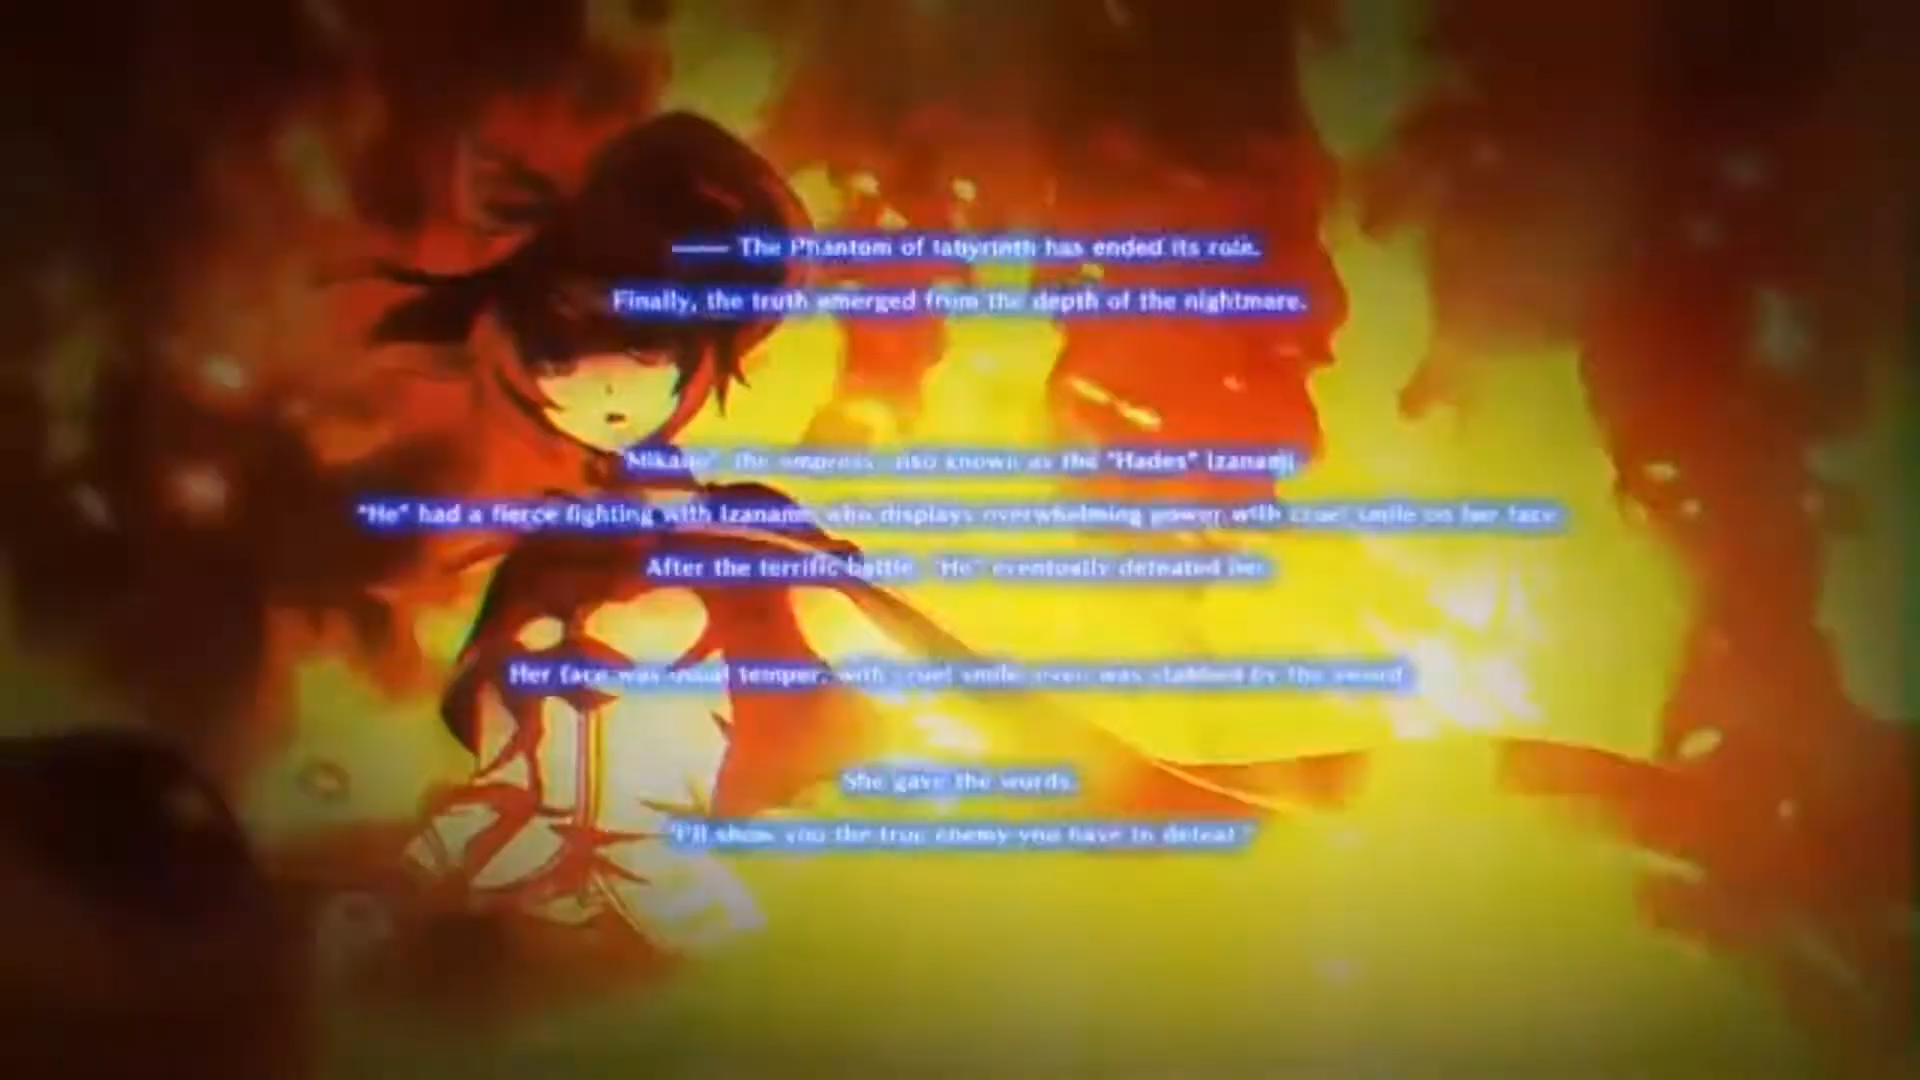 —— The Phantom of labyrinth has ended its role.
Finally, the truth emerged from the depth of the nightmare.
"Mikado", the empress, also known as the "Hades" Izanami.
"He" had a fierce fighting with Izanami, who displays overwhelming power with cruel smile on her face.
After the terrific battle, "He" eventually defeated her.
Her face was usual temper, with cruel smile even was stabbed by the sword.
She gave the words.
"I'll show you the true enemy you have to defeat."